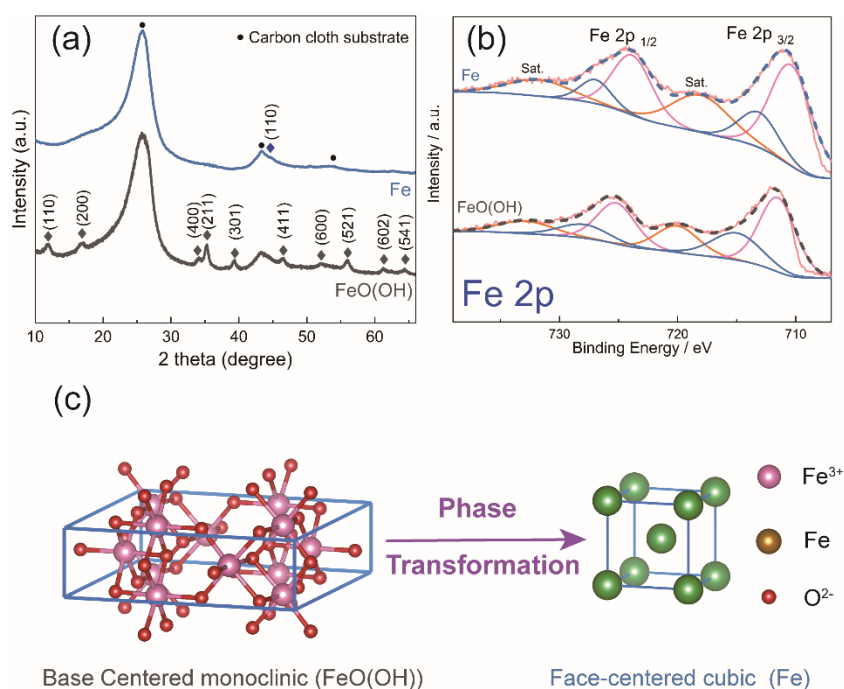 (a)
• Carbon cloth substrate
(110)
Fe
(110)
(200)
(400)
(211)
(301)
(411)
(600)
(521)
(602)
(541)
FeO(OH)
Intensity (a.u.)
10 20 30 40 50 60
2 theta (degree)
(b)
Fe 2p 1/2
Fe 2p 3/2
Fe
Sat.
Sat.
FeO(OH)
Fe 2p
Intensity / a.u.
730 720 710
Binding Energy / eV
(c)
Phase
Transformation
Fe³⁺
Fe
O²⁻
Base Centered monoclinic (FeO(OH))
Face-centered cubic (Fe)